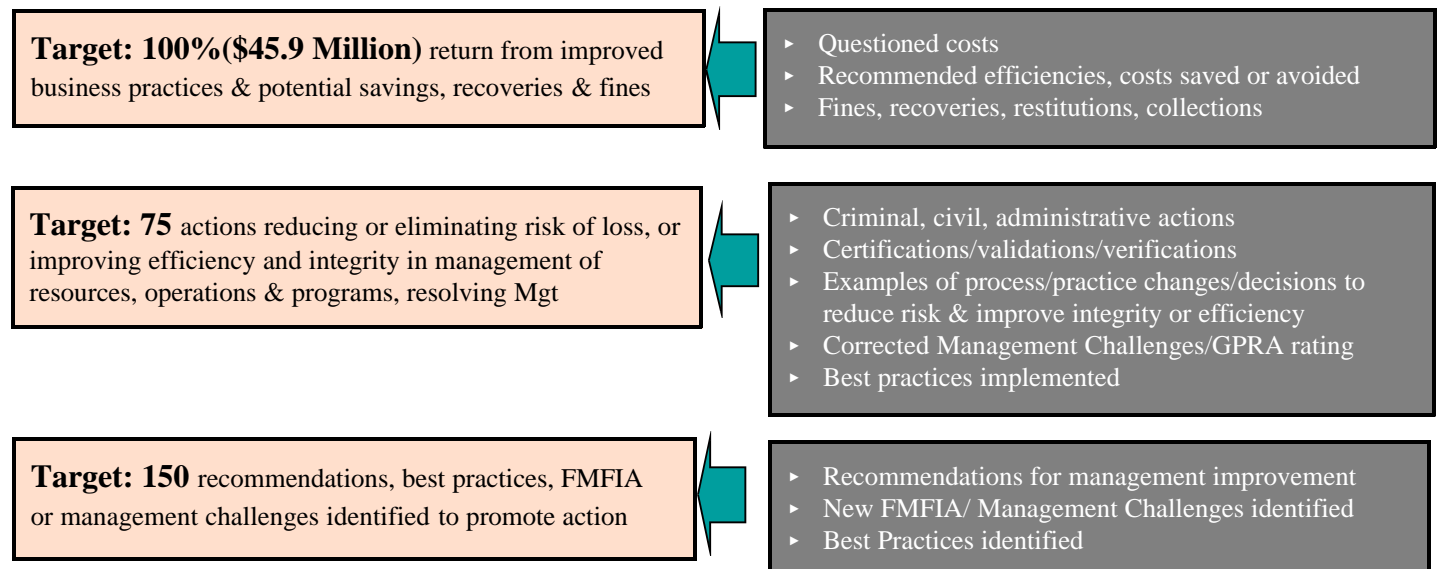 Target: 100%($45.9 Million) return from improved
business practices & potential savings, recoveries & fines
▸ Questioned costs
▸ Recommended efficiencies, costs saved or avoided
▸ Fines, recoveries, restitutions, collections
Target: 75 actions reducing or eliminating risk of loss, or
improving efficiency and integrity in management of
resources, operations & programs, resolving Mgt
▸ Criminal, civil, administrative actions
▸ Certifications/validations/verifications
▸ Examples of process/practice changes/decisions to
reduce risk & improve integrity or efficiency
▸ Corrected Management Challenges/GPRA rating
▸ Best practices implemented
Target: 150 recommendations, best practices, FMFIA
or management challenges identified to promote action
▸ Recommendations for management improvement
▸ New FMFIA/ Management Challenges identified
▸ Best Practices identified